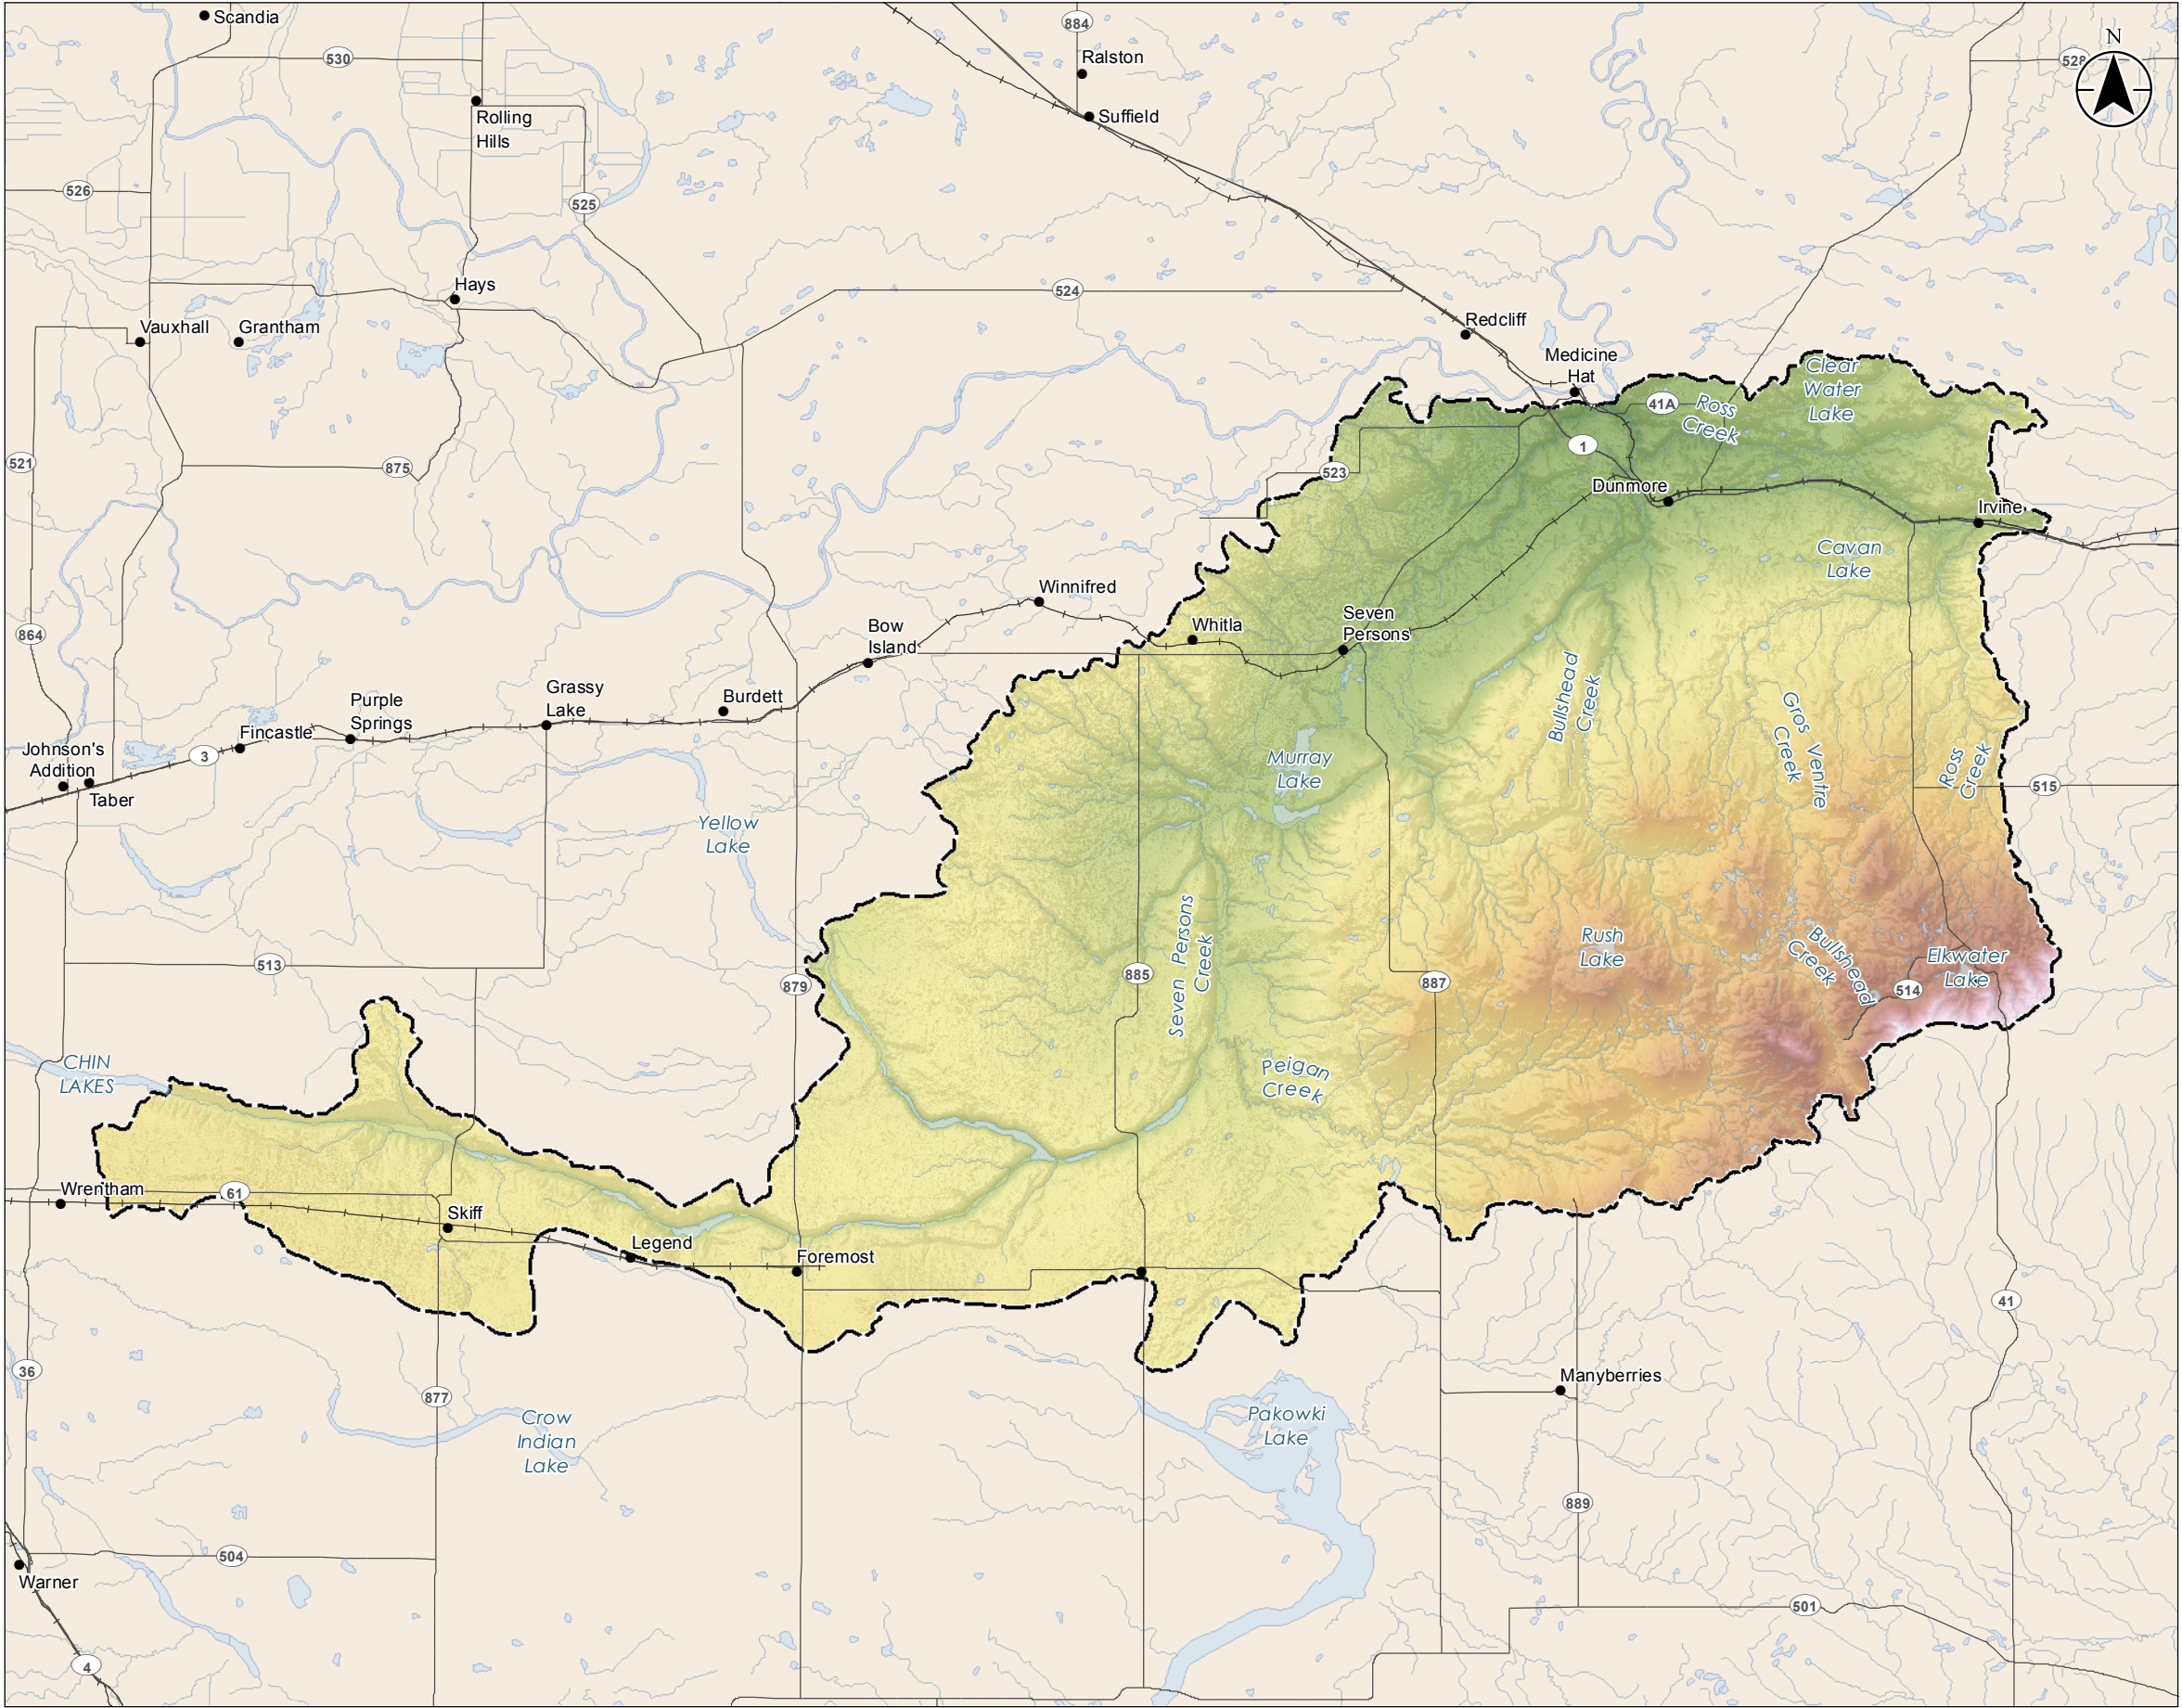 Scandia
884
N
530
Ralston
528
Rolling
Hills
Suffield
526
525
Hays
524
Vauxhall
Grantham
Redcliff
Medicine
Hat
Clear
Water
Lake
41A
Ross
Creek
1
521
875
523
Dunmore
Irvine
Cavan
Lake
Winnifred
Seven
Persons
Whitla
Bow
Island
864
Bullshead
Creek
Gros Ventre
Creek
Ross
Creek
Grassy
Lake
Purple
Springs
Burdett
Fincastle
Johnson's
Addition
3
Taber
Murray
Lake
515
Yellow
Lake
Seven Persons
Creek
Rush
Lake
Bullshead
Creek
Elkwater
Lake
513
879
885
887
514
CHIN
LAKES
Peigan
Creek
Wrentham
61
Skiff
Legend
Foremost
41
36
877
Manyberries
Crow
Indian
Lake
Pakowki
Lake
889
504
Warner
501
4